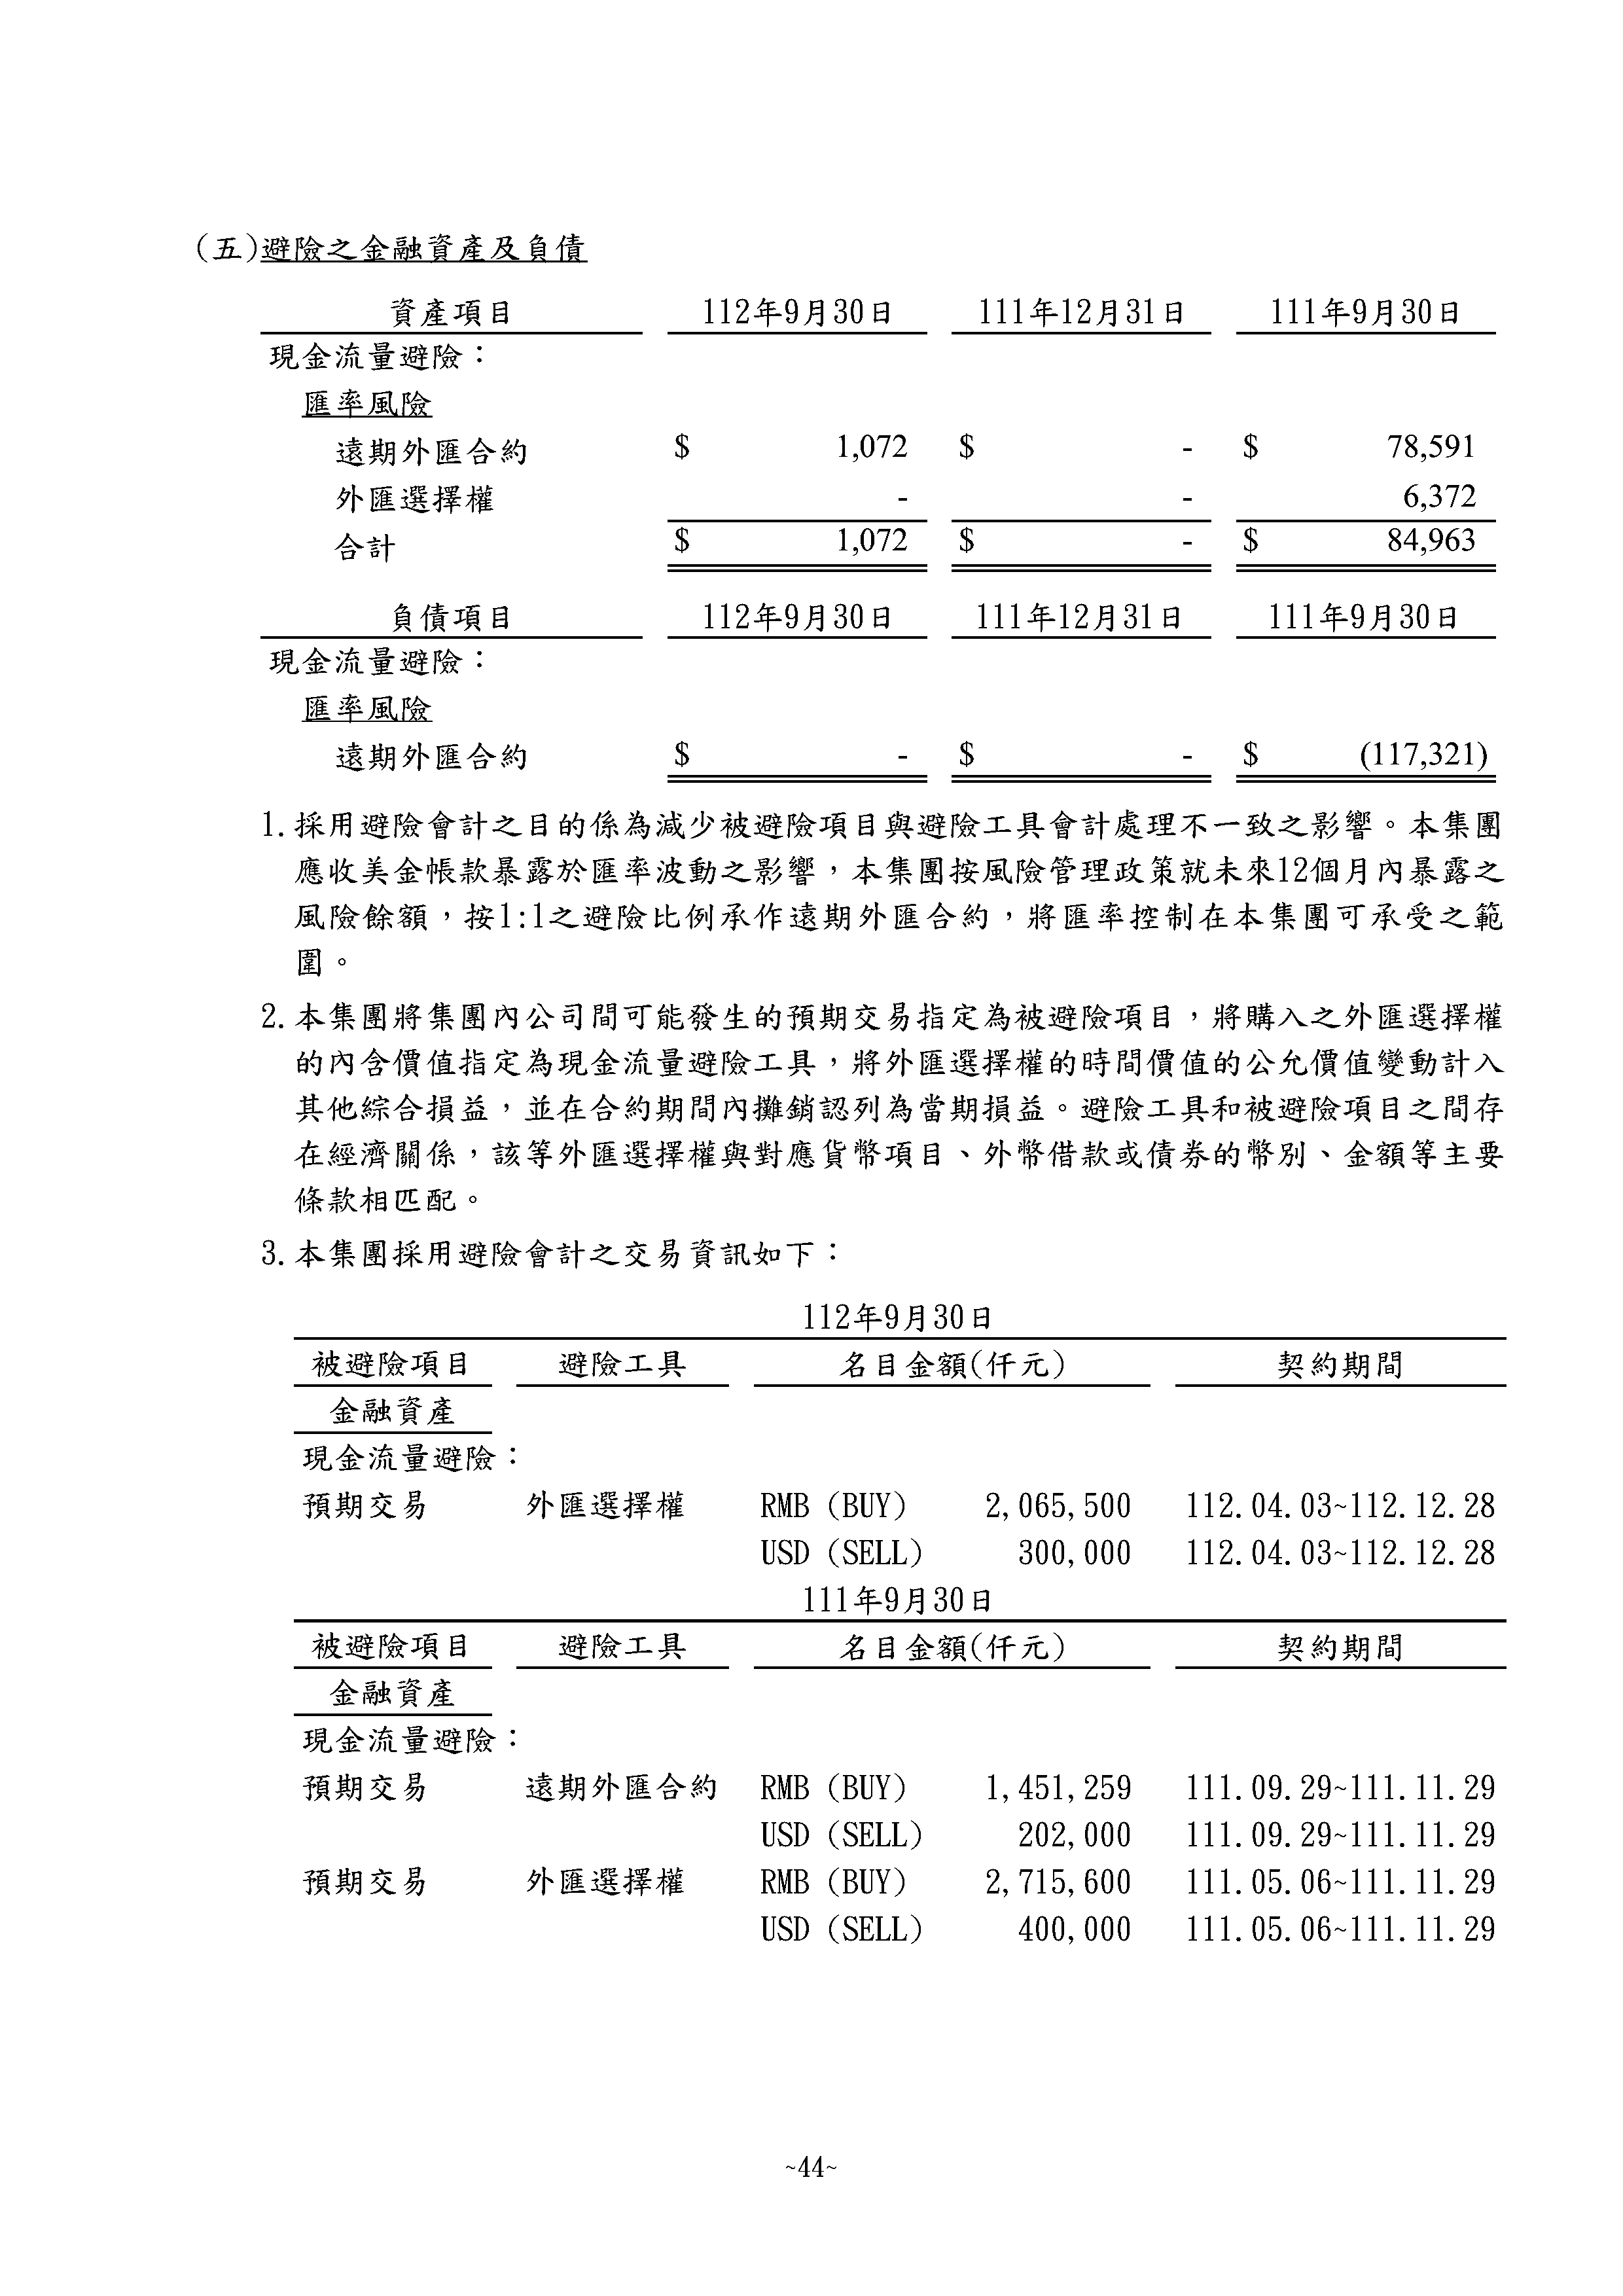 (五)避險之金融資產及負債
資產項目 112年9月30日 111年12月31日 111年9月30日
現金流量避險：
匯率風險
遠期外匯合約 $ 1,072 $ - $ 78,591
外匯選擇權 - - 6,372
合計 $ 1,072 $ - $ 84,963
負債項目 112年9月30日 111年12月31日 111年9月30日
現金流量避險：
匯率風險
遠期外匯合約 $ - $ - $ (117,321)
1.採用避險會計之目的係為減少被避險項目與避險工具會計處理不一致之影響。本集團
應收美金帳款暴露於匯率波動之影響，本集團按風險管理政策就未來12個月內暴露之
風險餘額，按1:1之避險比例承作遠期外匯合約，將匯率控制在本集團可承受之範
圍。
2.本集團將集團內公司間可能發生的預期交易指定為被避險項目，將購入之外匯選擇權
的內含價值指定為現金流量避險工具，將外匯選擇權的時間價值的公允價值變動計入
其他綜合損益，並在合約期間內攤銷認列為當期損益。避險工具和被避險項目之間存
在經濟關係，該等外匯選擇權與對應貨幣項目、外幣借款或債券的幣別、金額等主要
條款相匹配。
3.本集團採用避險會計之交易資訊如下：
112年9月30日
被避險項目 避險工具 名目金額(仟元) 契約期間
金融資產
現金流量避險：
預期交易 外匯選擇權 RMB (BUY) 2,065,500 112.04.03~112.12.28
USD (SELL) 300,000 112.04.03~112.12.28
111年9月30日
被避險項目 避險工具 名目金額(仟元) 契約期間
金融資產
現金流量避險：
預期交易 遠期外匯合約 RMB (BUY) 1,451,259 111.09.29~111.11.29
USD (SELL) 202,000 111.09.29~111.11.29
預期交易 外匯選擇權 RMB (BUY) 2,715,600 111.05.06~111.11.29
USD (SELL) 400,000 111.05.06~111.11.29
~44~